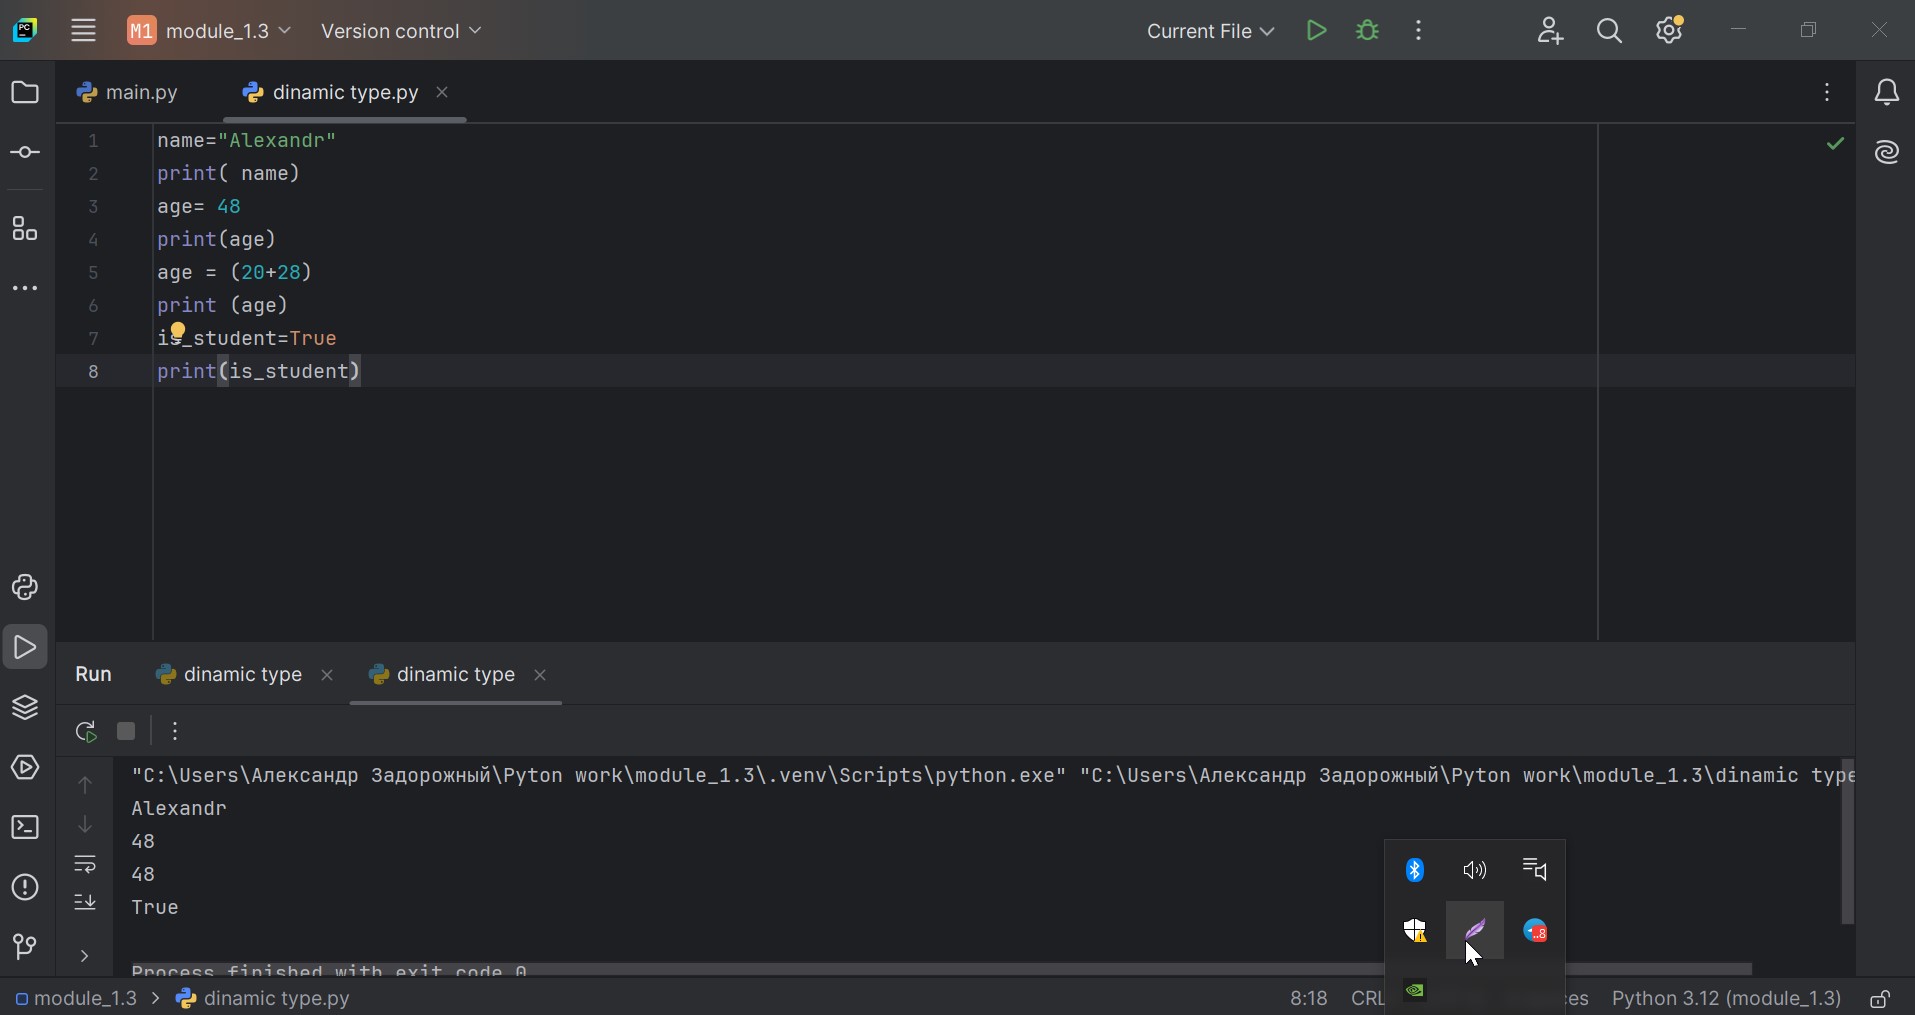 PC M1 module_1.3 Version control Current File
main.py dinamic type.py
1 name="Alexandr"
2 print( name)
3 age= 48
4 print(age)
5 age = (20+28)
6 print (age)
7 is_student=True
8 print(is_student)
Run dinamic type dinamic type
"C:\Users\Александр Задорожный\Pyton work\module_1.3\.venv\Scripts\python.exe" "C:\Users\Александр Задорожный\Pyton work\module_1.3\dinamic type
Alexandr
48
48
True
Process finished with exit code 0
module_1.3 > dinamic type.py 8:18 CRL es Python 3.12 (module_1.3)